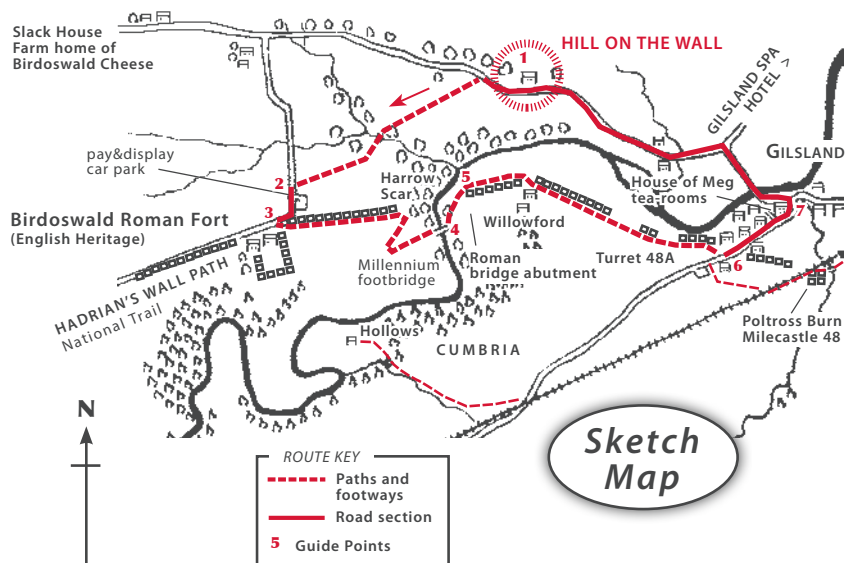 Slack House
Farm home of
Birdoswald Cheese
HILL ON THE WALL
1
GILSLAND SPA
HOTEL >
GILSLAND
pay&display
car park
2
Harrow
Scar
5
House of Meg
tea-rooms
7
Birdoswald Roman Fort
(English Heritage)
3
4
Willowford
Roman
bridge abutment
Turret 48A
6
Millennium
footbridge
HADRIAN'S WALL PATH
National Trail
Hollows
CUMBRIA
Poltross Burn
Milecastle 48
N
Sketch
Map
ROUTE KEY
Paths and
footways
Road section
5 Guide Points